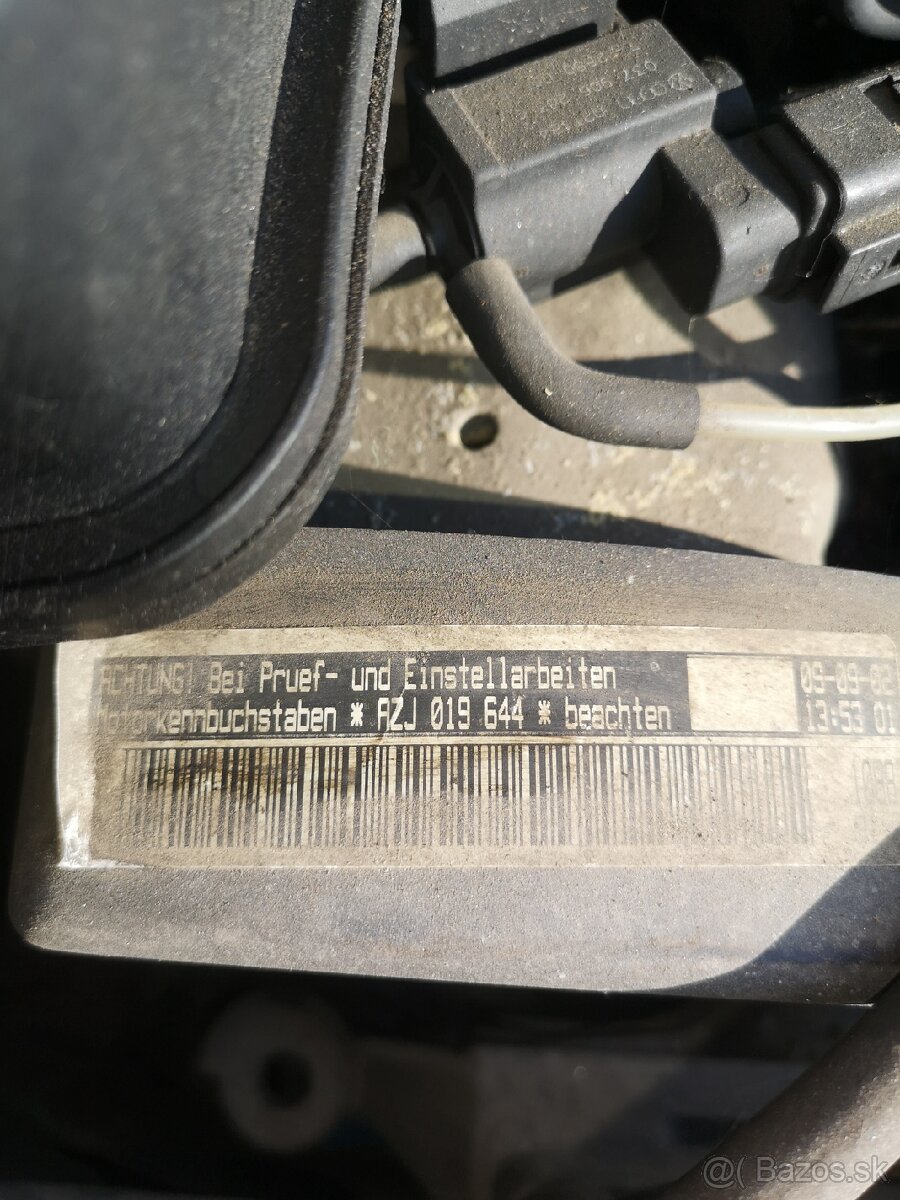 ACHTUNG! Bei Pruef- und Einstellarbeiten
Motorkennbuchstaben * AZJ 019 644 * beachten
09-09-02
13:53 01
@( Bazos.sk